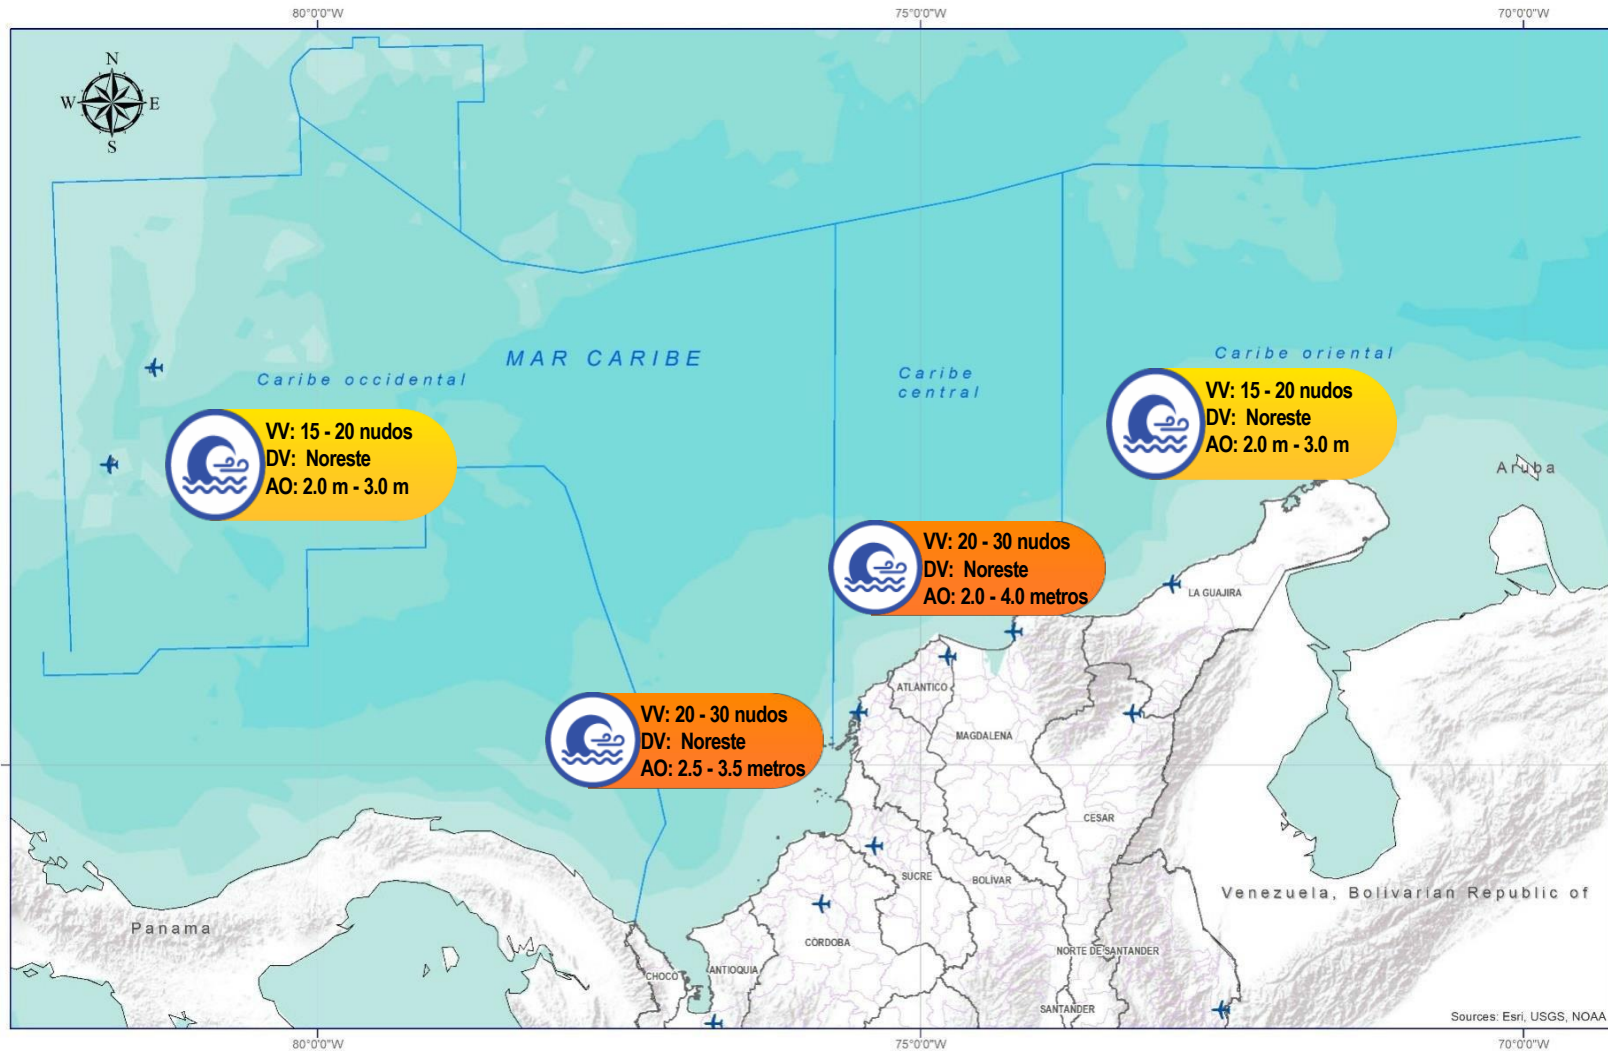 80°0'0"W
75°0'0"W
70°0'0"W
N
W
E
S
MAR CARIBE
Caribe occidental
Caribe
central
Caribe oriental
VV: 15 - 20 nudos
DV: Noreste
AO: 2.0 m - 3.0 m
VV: 15 - 20 nudos
DV: Noreste
AO: 2.0 m - 3.0 m
Aruba
VV: 20 - 30 nudos
DV: Noreste
AO: 2.0 - 4.0 metros
LA GUAJIRA
ATLÁNTICO
VV: 20 - 30 nudos
DV: Noreste
AO: 2.5 - 3.5 metros
MAGDALENA
CESAR
SUCRE
BOLÍVAR
Venezuela, Bolivarian Republic of
Panama
CÓRDOBA
NORTE DE SANTANDER
CHOCÓ
ANTIOQUIA
SANTANDER
Sources: Esri, USGS, NOAA
80°0'0"W
75°0'0"W
70°0'0"W